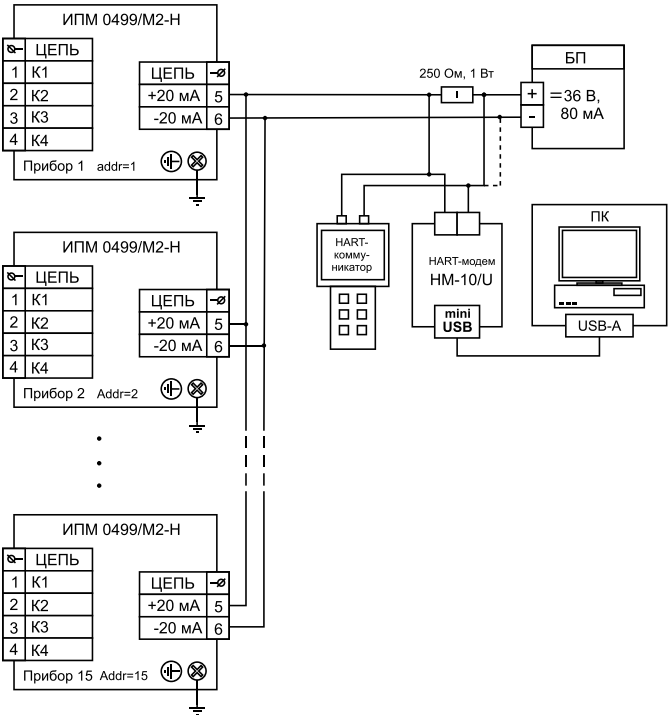 ИПМ 0499/М2-Н
ЦЕПЬ
1 К1
2 К2
3 К3
4 К4
ЦЕПЬ
+20 мА 5
-20 мА 6
Прибор 1 addr=1
250 Ом, 1 Вт
БП
+
-
=36 В,
80 мА
HART-
комму-
никатор
HART-модем
HM-10/U
mini
USB
ПК
USB-A
ИПМ 0499/М2-Н
ЦЕПЬ
1 К1
2 К2
3 К3
4 К4
ЦЕПЬ
+20 мА 5
-20 мА 6
Прибор 2 Addr=2
ИПМ 0499/М2-Н
ЦЕПЬ
1 К1
2 К2
3 К3
4 К4
ЦЕПЬ
+20 мА 5
-20 мА 6
Прибор 15 Addr=15